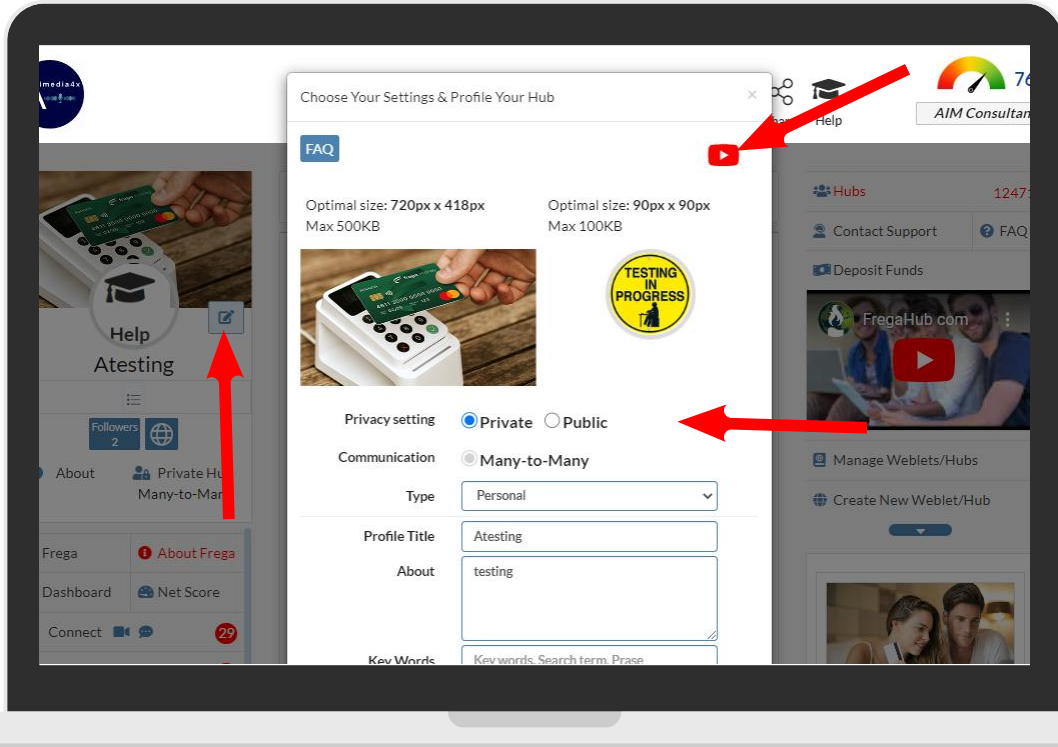 imedia4x
Choose Your Settings & Profile Your Hub
×
Help
76
AIM Consultan
FAQ
Optimal size: 720px x 418px
Max 500KB
Optimal size: 90px x 90px
Max 100KB
TESTING
IN
PROGRESS
Help
Atesting
Followers
2
About
Private Hu
Many-to-Man
Frega
About Frega
Dashboard
Net Score
Connect
29
Privacy setting
Private
Public
Communication
Many-to-Many
Type
Personal
Profile Title
Atesting
About
testing
Key Words
Key words, Search term, Prase
Hubs
12471
Contact Support
FAQ
Deposit Funds
FregaHub com
Manage Weblets/Hubs
Create New Weblet/Hub